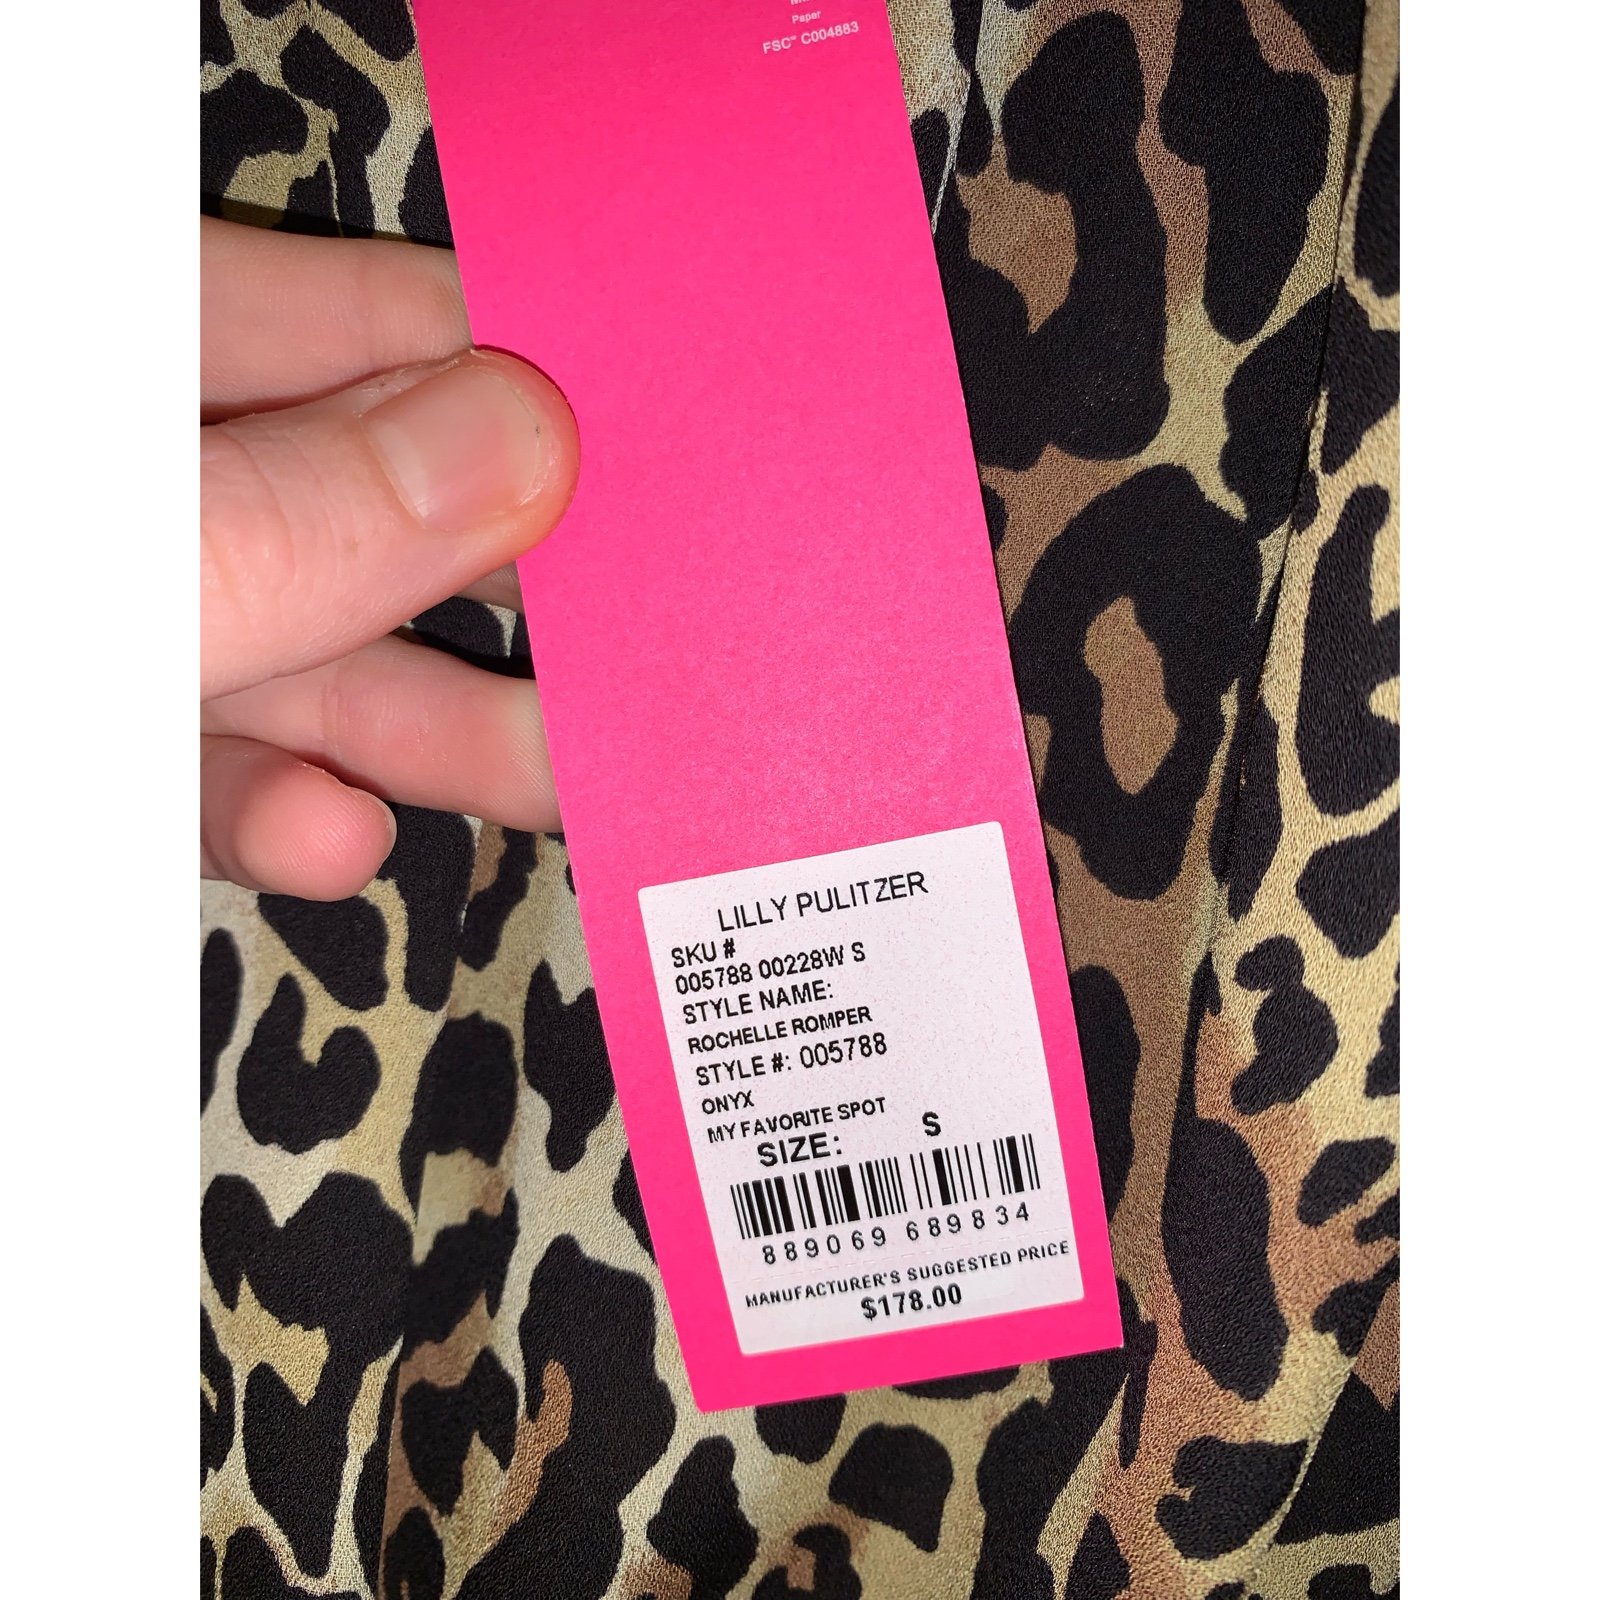 Paper
FSC™ C004883
LILLY PULITZER
SKU #
005788 00228W S
STYLE NAME:
ROCHELLE ROMPER
STYLE #: 005788
ONYX
MY FAVORITE SPOT
SIZE: S
889069 689834
MANUFACTURER'S SUGGESTED PRICE
$178.00